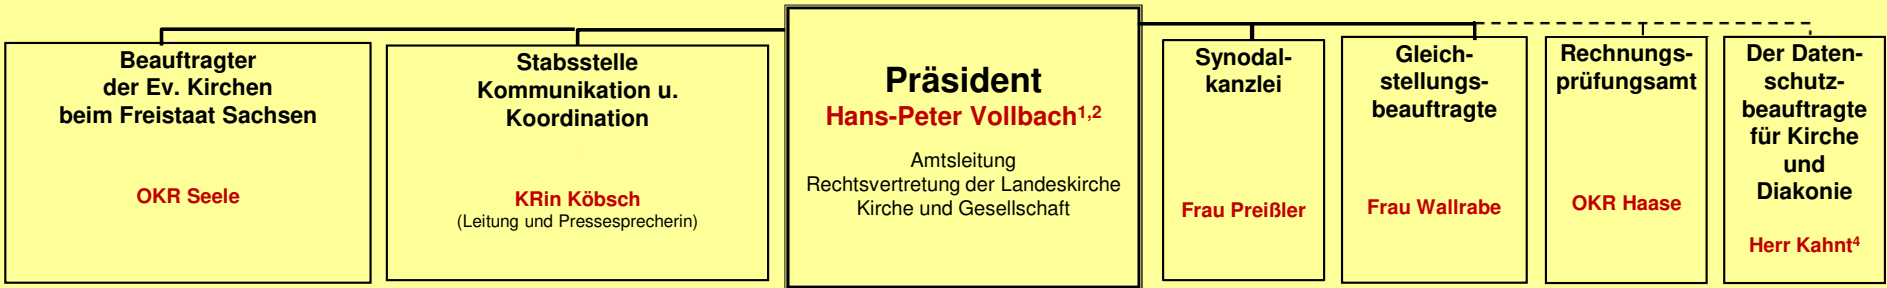 Beauftragter
der Ev. Kirchen
beim Freistaat Sachsen
OKR Seele
Stabsstelle
Kommunikation u.
Koordination
KRin Köbsch
(Leitung und Pressesprecherin)
Präsident
Hans-Peter Vollbach1,2
Amtsleitung
Rechtsvertretung der Landeskirche
Kirche und Gesellschaft
Synodal-
kanzlei
Frau Preißler
Gleich-
stellungs-
beauftragte
Frau Wallrabe
Rechnungs-
prüfungsamt
OKR Haase
Der Daten-
schutz-
beauftragte
für Kirche
und
Diakonie
Herr Kahnt4